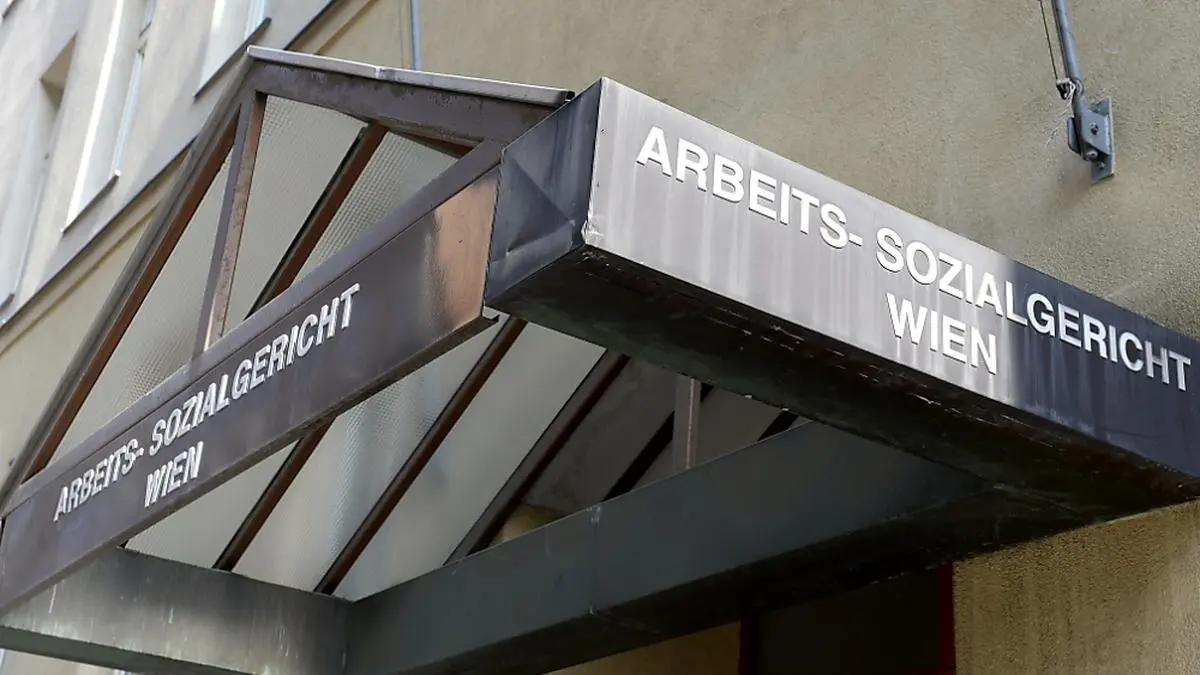 ARBEITS- SOZIALGERICHT
WIEN
ARBEITS- SOZIALGERICHT
WIEN